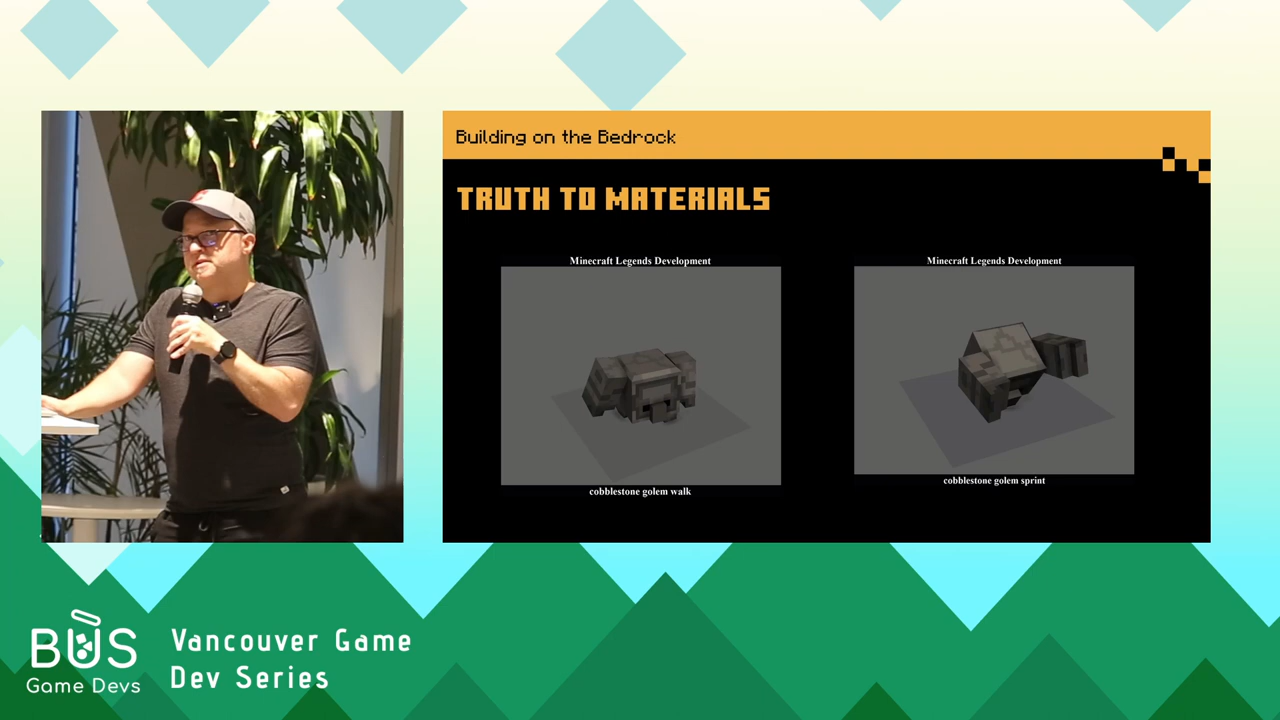 Building on the Bedrock
TRUTH TO MATERIALS
Minecraft Legends Development
cobblestone golem walk
Minecraft Legends Development
cobblestone golem sprint
BUS
Game Devs
Vancouver Game
Dev Series